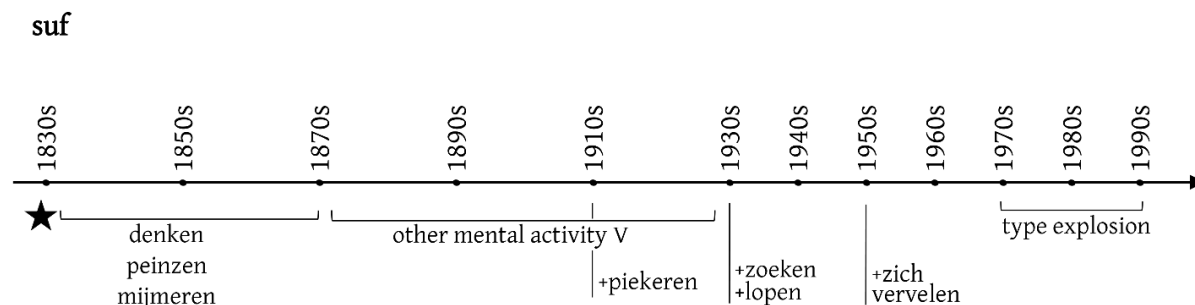 suf
1830s 1850s 1870s 1890s 1910s 1930s 1940s 1950s 1960s 1970s 1980s 1990s
denken
peinzen
mijmeren
other mental activity V
+piekeren
+zoeken
+lopen
+zich
vervelen
type explosion